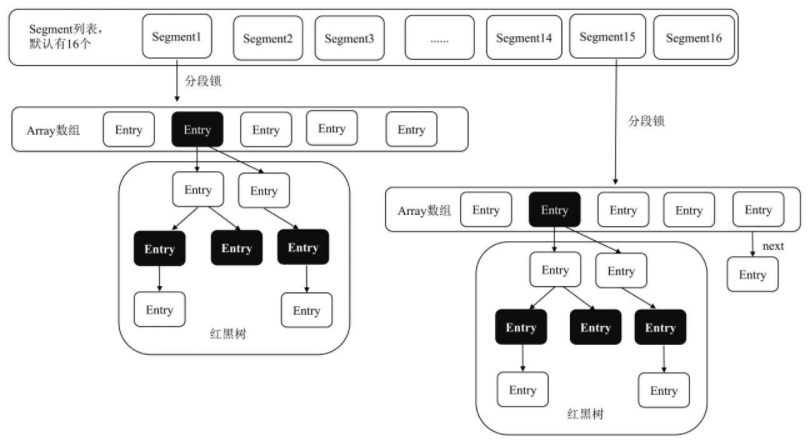 Segment列表，
默认有16个
Segment1
Segment2
Segment3
......
Segment14
Segment15
Segment16
分段锁
分段锁
Array数组
Entry
Entry
Entry
Entry
Entry
Entry
Entry
Entry
Entry
Entry
Entry
Entry
红黑树
Array数组
Entry
Entry
Entry
Entry
Entry
next
Entry
Entry
Entry
Entry
Entry
Entry
Entry
Entry
红黑树